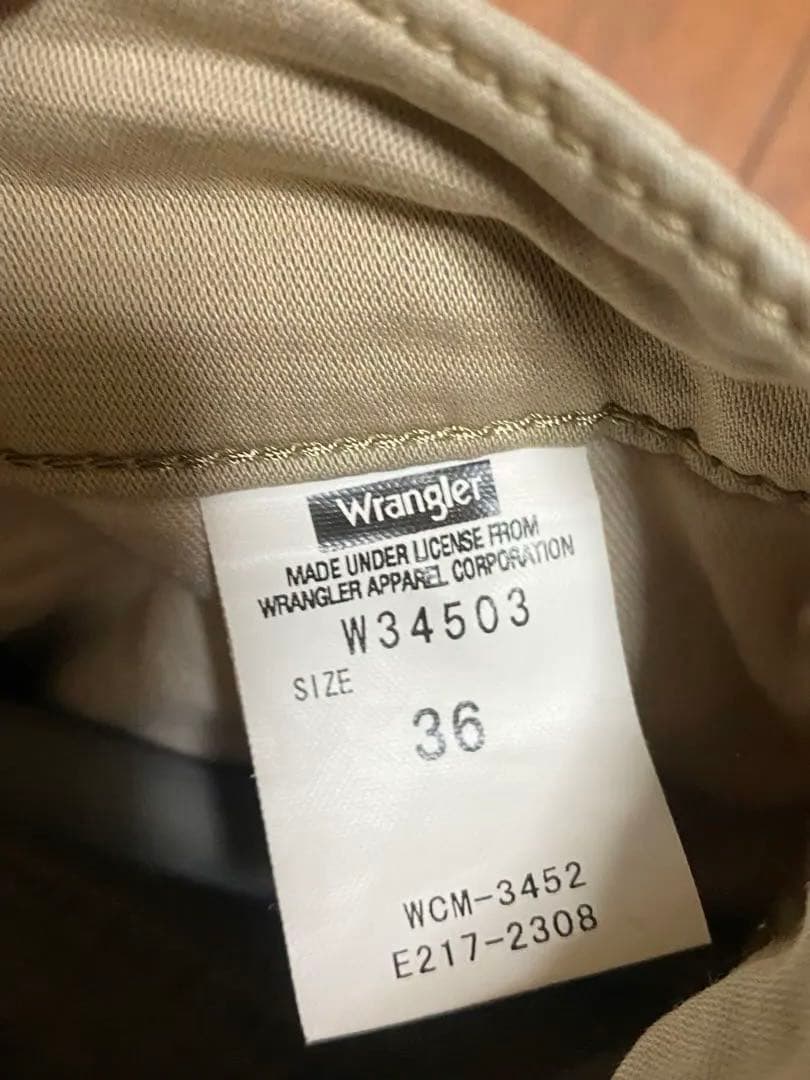 Wrangler
MADE UNDER LICENSE FROM
WRANGLER APPAREL CORPORATION
W34503
SIZE
36
WCM-3452
E217-2308